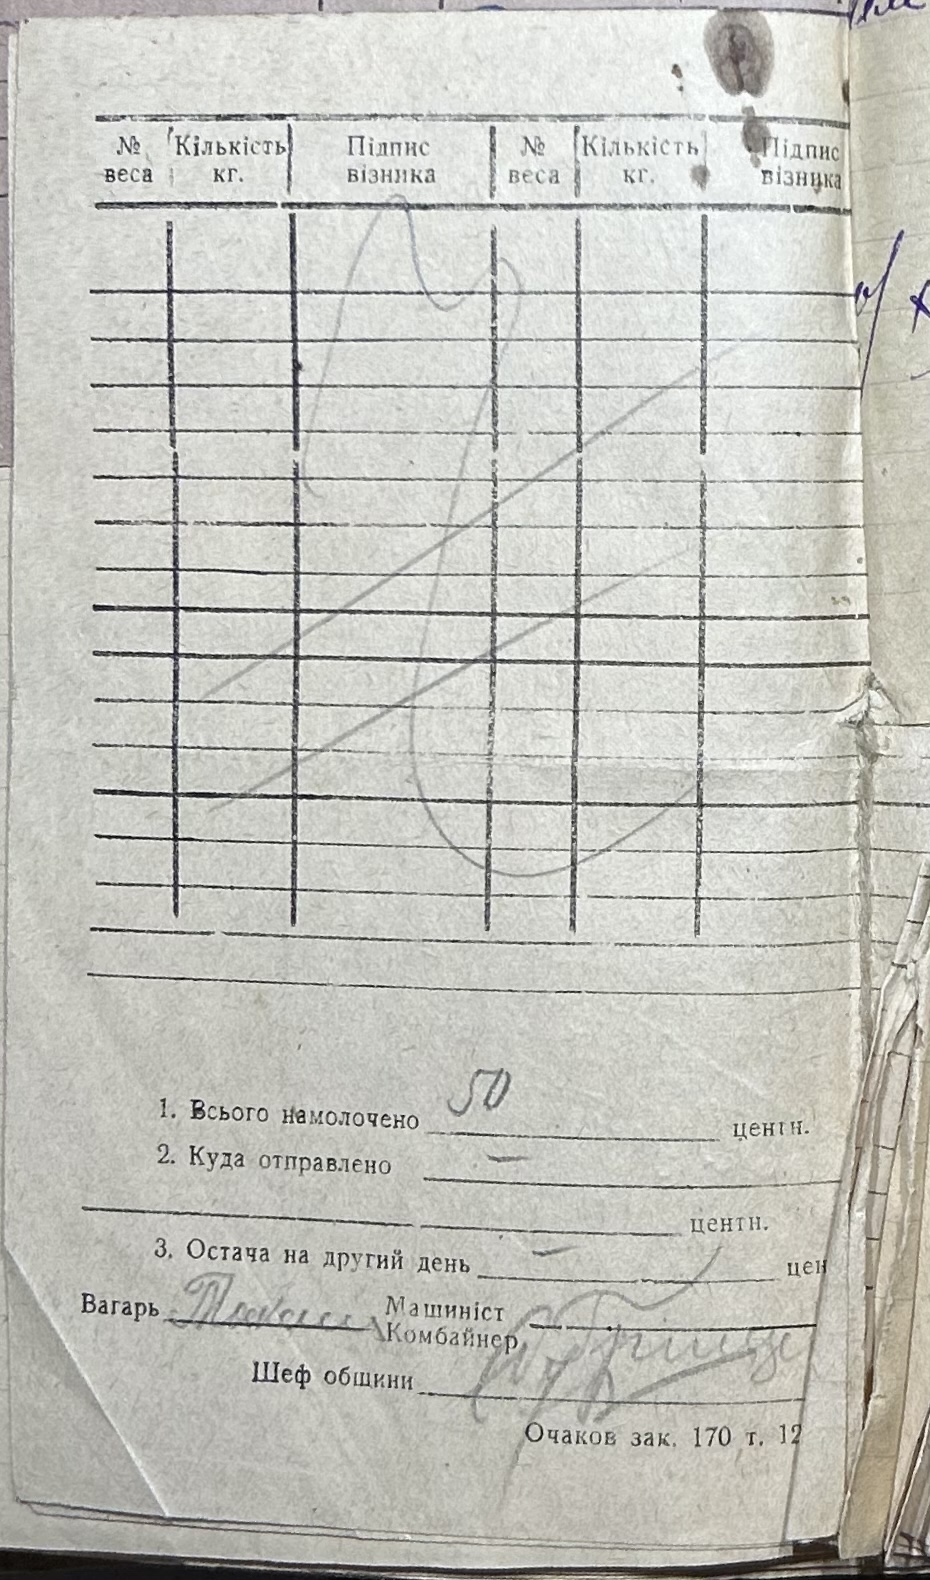 № веса Кількість кг. Підпис візника № веса Кількість кг. Підпис візника
1. Всього намолочено 50 центн.
2. Куда отправлено —
центн.
3. Остача на другий день — цен
Вагарь Машиніст
Комбайнер
Шеф общини
Очаков зак. 170 т. 12